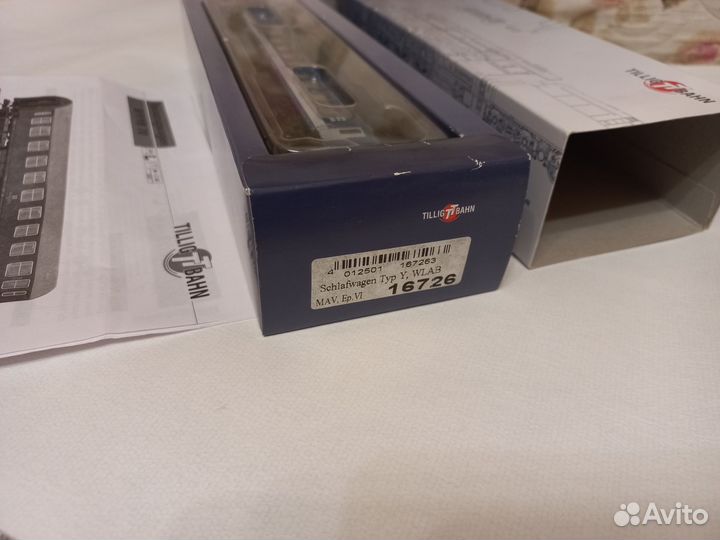 TILLIG TT BAHN
TILLIG TT BAHN
TILLIG TT BAHN
4 012501 167263
Schlafwagen Typ Y, WLAB
MAV, Ep.VI 16726
Avito